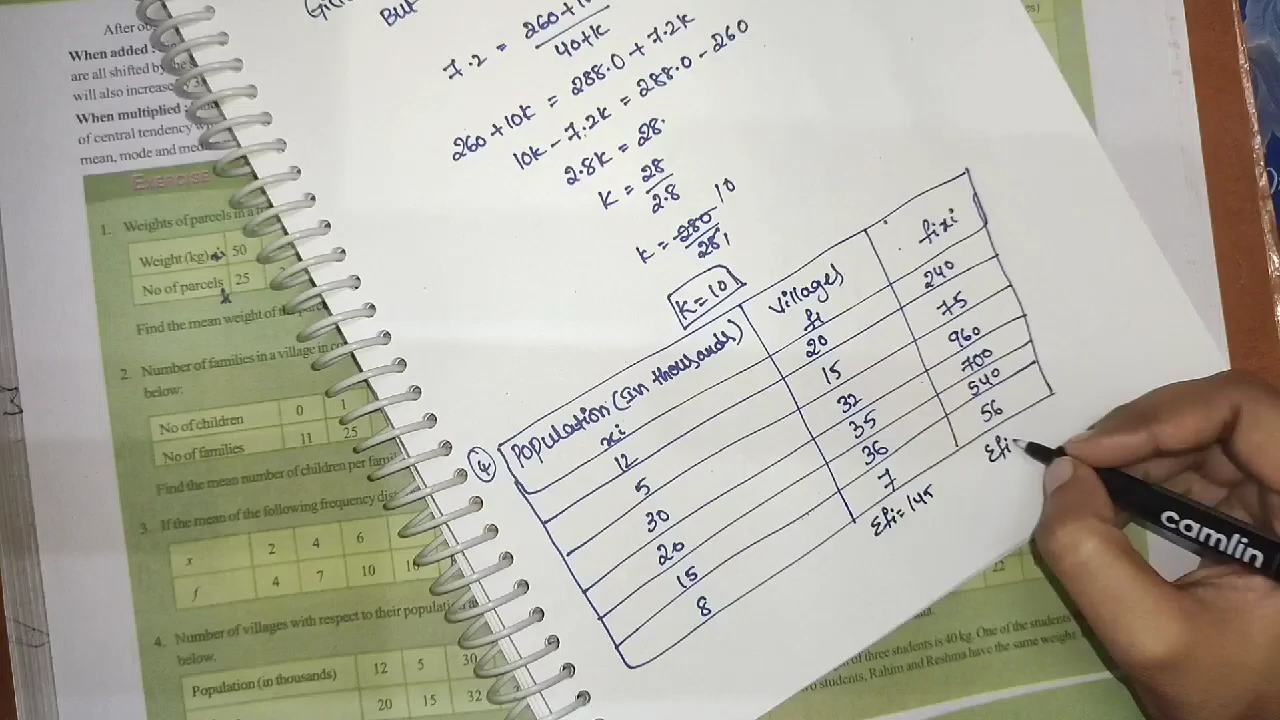 But
7.2 = 260+10
40+k
260+10k = 288.0+7.2k
10k-7.2k = 288.0-260
2.8k = 28.
k = 28
2.8
k = 280 10
28 1
k=10
4
Population (In thousands) xi
Villages fi
fixi
12 20 240
5 15 75
30 32 960
20 35 700
15 36 540
8 7 56
Σfi=145
Σfi
camlin
After
When added :
are all shifted by
will also increase
When multiplied :
of central tendency
mean, mode and
EXERCISE
1. Weights of parcels in a
Weight (kg) xi 50
No of parcels 25
Find the mean weight of the
2. Number of families in a village in
below:
No of children 0 1
No of families 11 25
Find mean number of children per
3. If the mean of the following frequency
x 2 4 6
f 4 7 10
4. Number of villages with respect to their population
below.
Population (in thousands) 12 5 30
20 15 32
22
of three students is 40 kg. One of the students
students, Rahim and Reshma have the same weight